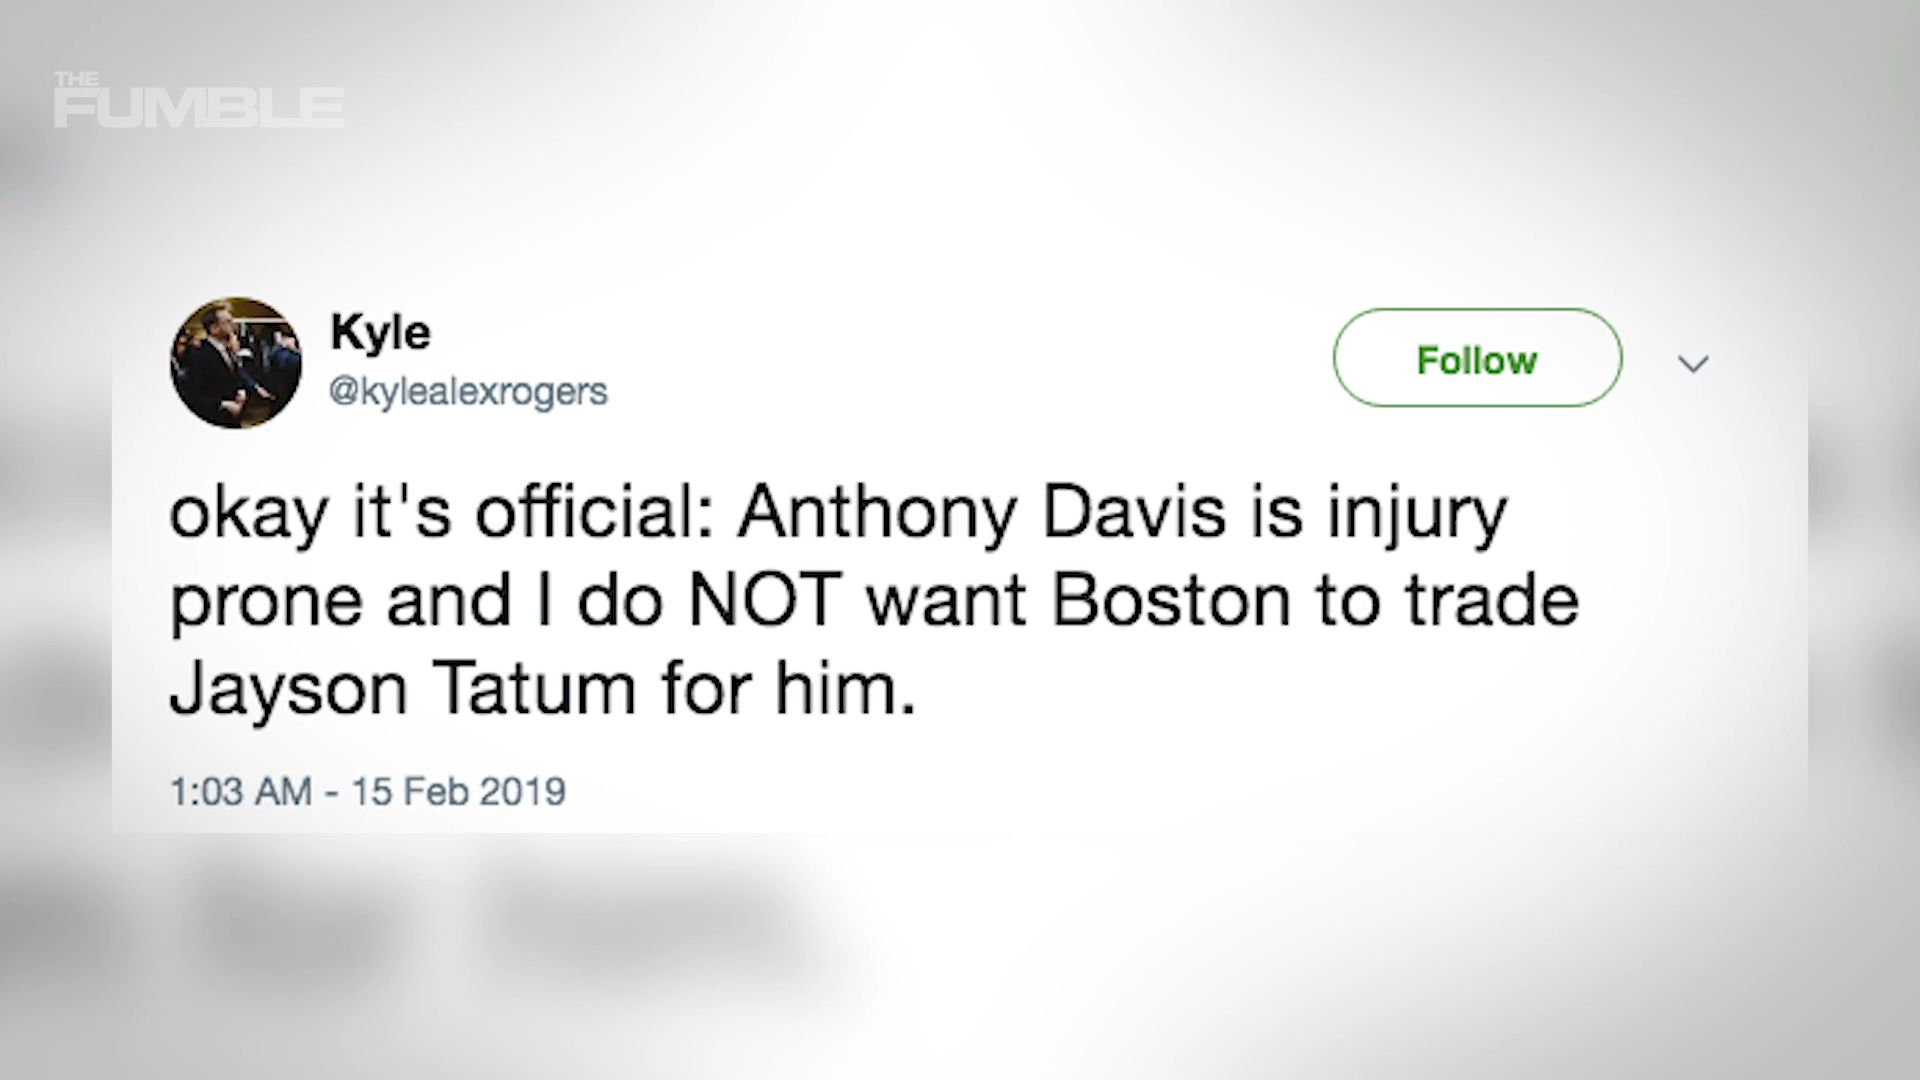 THE
FUMBLE
Kyle
@kylealexrogers
Follow
okay it's official: Anthony Davis is injury
prone and I do NOT want Boston to trade
Jayson Tatum for him.
1:03 AM - 15 Feb 2019